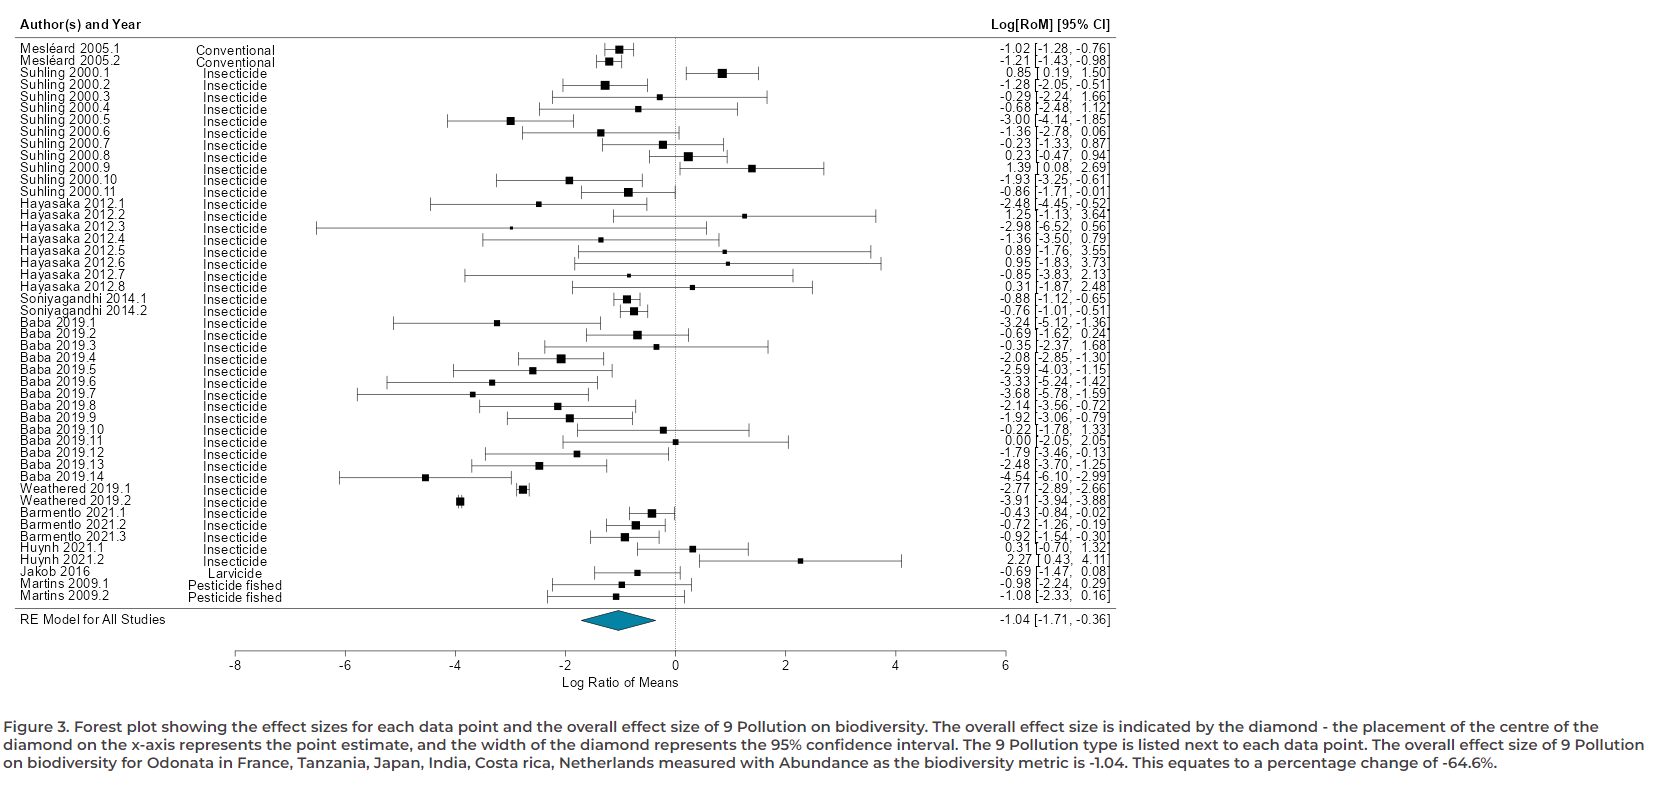 Author(s) and Year Log[RoM] [95% CI]
Mesléard 2005.1 Conventional -1.02 [-1.28, -0.76]
Mesléard 2005.2 Conventional -1.21 [-1.43, -0.98]
Suhling 2000.1 Insecticide 0.85 [ 0.19, 1.50]
Suhling 2000.2 Insecticide -1.28 [-2.05, -0.51]
Suhling 2000.3 Insecticide -0.29 [-2.24, 1.66]
Suhling 2000.4 Insecticide -0.68 [-2.48, 1.12]
Suhling 2000.5 Insecticide -3.00 [-4.14, -1.85]
Suhling 2000.6 Insecticide -1.36 [-2.78, 0.06]
Suhling 2000.7 Insecticide -0.23 [-1.33, 0.87]
Suhling 2000.8 Insecticide 0.23 [-0.47, 0.94]
Suhling 2000.9 Insecticide 1.39 [ 0.08, 2.69]
Suhling 2000.10 Insecticide -1.93 [-3.25, -0.61]
Suhling 2000.11 Insecticide -0.86 [-1.71, -0.01]
Hayasaka 2012.1 Insecticide -2.48 [-4.45, -0.52]
Hayasaka 2012.2 Insecticide 1.25 [-1.13, 3.64]
Hayasaka 2012.3 Insecticide -2.98 [-6.52, 0.56]
Hayasaka 2012.4 Insecticide -1.36 [-3.50, 0.79]
Hayasaka 2012.5 Insecticide 0.89 [-1.76, 3.55]
Hayasaka 2012.6 Insecticide 0.95 [-1.83, 3.73]
Hayasaka 2012.7 Insecticide -0.85 [-3.83, 2.13]
Hayasaka 2012.8 Insecticide 0.31 [-1.87, 2.48]
Soniyagandhi 2014.1 Insecticide -0.88 [-1.12, -0.65]
Soniyagandhi 2014.2 Insecticide -0.76 [-1.01, -0.51]
Baba 2019.1 Insecticide -3.24 [-5.12, -1.36]
Baba 2019.2 Insecticide -0.69 [-1.62, 0.24]
Baba 2019.3 Insecticide -0.35 [-2.37, 1.68]
Baba 2019.4 Insecticide -2.08 [-2.85, -1.30]
Baba 2019.5 Insecticide -2.59 [-4.03, -1.15]
Baba 2019.6 Insecticide -3.33 [-5.24, -1.42]
Baba 2019.7 Insecticide -3.68 [-5.78, -1.59]
Baba 2019.8 Insecticide -2.14 [-3.56, -0.72]
Baba 2019.9 Insecticide -1.92 [-3.06, -0.79]
Baba 2019.10 Insecticide -0.22 [-1.78, 1.33]
Baba 2019.11 Insecticide 0.00 [-2.05, 2.05]
Baba 2019.12 Insecticide -1.79 [-3.46, -0.13]
Baba 2019.13 Insecticide -2.48 [-3.70, -1.25]
Baba 2019.14 Insecticide -4.54 [-6.10, -2.99]
Weathered 2019.1 Insecticide -2.77 [-2.89, -2.66]
Weathered 2019.2 Insecticide -3.91 [-3.94, -3.88]
Barmentlo 2021.1 Insecticide -0.43 [-0.84, -0.02]
Barmentlo 2021.2 Insecticide -0.72 [-1.26, -0.19]
Barmentlo 2021.3 Insecticide -0.92 [-1.54, -0.30]
Huynh 2021.1 Insecticide 0.31 [-0.70, 1.32]
Huynh 2021.2 Insecticide 2.27 [ 0.43, 4.11]
Jakob 2016 Larvicide -0.69 [-1.47, 0.08]
Martins 2009.1 Pesticide fished -0.98 [-2.24, 0.29]
Martins 2009.2 Pesticide fished -1.08 [-2.33, 0.16]
RE Model for All Studies -1.04 [-1.71, -0.36]
-8 -6 -4 -2 0 2 4 6
Log Ratio of Means
Figure 3. Forest plot showing the effect sizes for each data point and the overall effect size of 9 Pollution on biodiversity. The overall effect size is indicated by the diamond - the placement of the centre of the
diamond on the x-axis represents the point estimate, and the width of the diamond represents the 95% confidence interval. The 9 Pollution type is listed next to each data point. The overall effect size of 9 Pollution
on biodiversity for Odonata in France, Tanzania, Japan, India, Costa rica, Netherlands measured with Abundance as the biodiversity metric is -1.04. This equates to a percentage change of -64.6%.